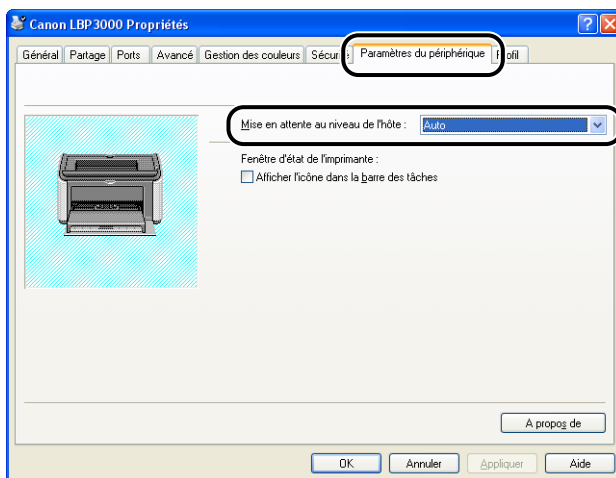 Canon LBP3000 Propriétés
Général Partage Ports Avancé Gestion des couleurs Sécurité Paramètres du périphérique Profil
Mise en attente au niveau de l'hôte : Auto
Fenêtre d'état de l'imprimante :
Afficher l'icône dans la barre des tâches
A propos de
OK Annuler Appliquer Aide